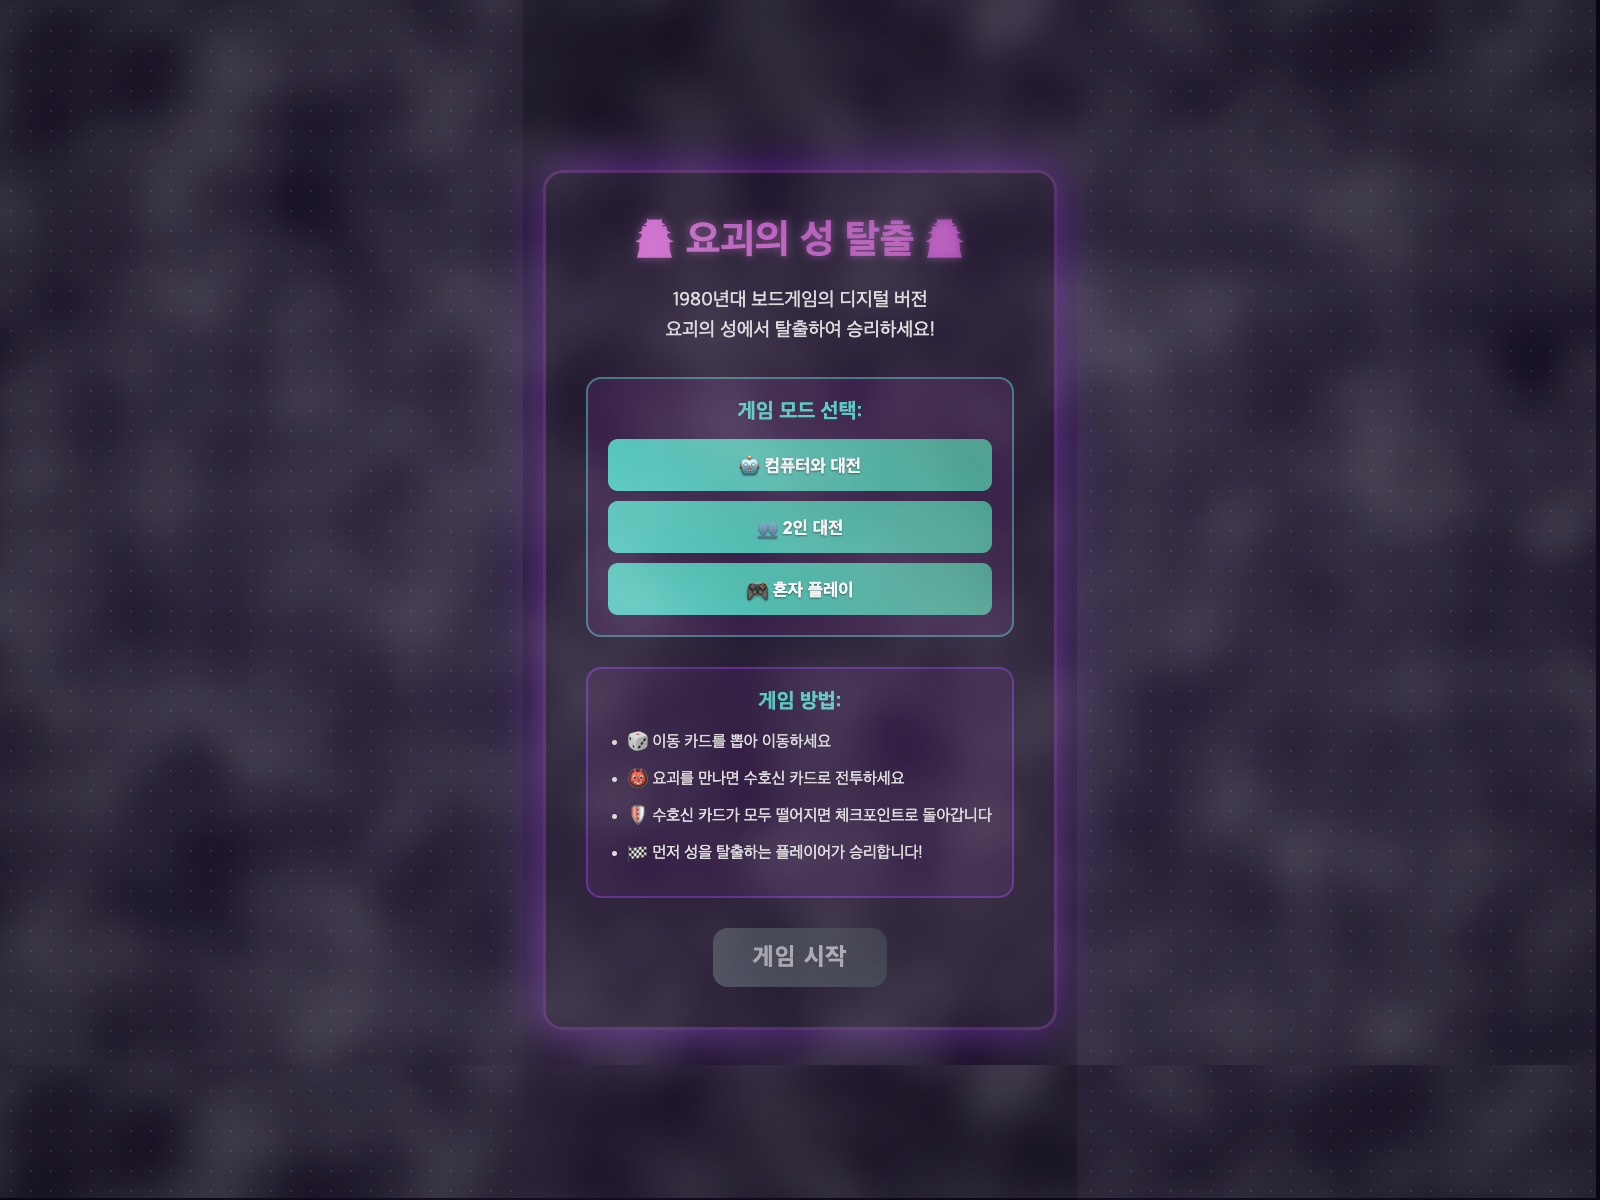 요괴의 성 탈출
1980년대 보드게임의 디지털 버전
요괴의 성에서 탈출하여 승리하세요!
게임 모드 선택:
컴퓨터와 대전
2인 대전
혼자 플레이
게임 방법:
이동 카드를 뽑아 이동하세요
요괴를 만나면 수호신 카드로 전투하세요
수호신 카드가 모두 떨어지면 체크포인트로 돌아갑니다
먼저 성을 탈출하는 플레이어가 승리합니다!
게임 시작